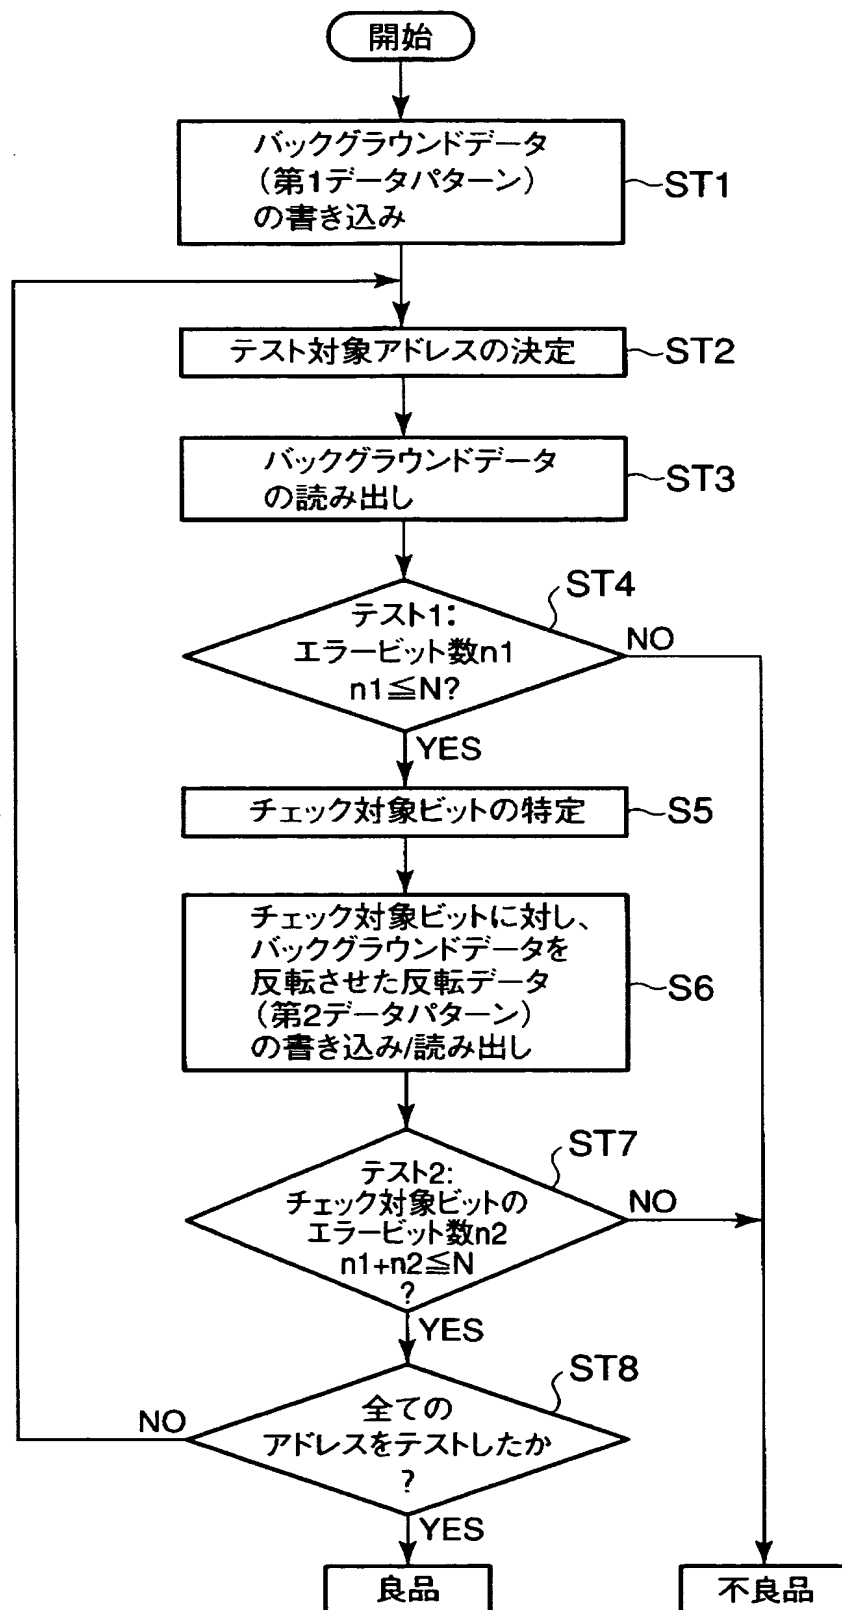 開始
バックグラウンドデータ
(第1データパターン)
の書き込み
ST1
テスト対象アドレスの決定
ST2
バックグラウンドデータ
の読み出し
ST3
ST4
テスト1:
エラービット数n1
n1≦N?
NO
YES
チェック対象ビットの特定
S5
チェック対象ビットに対し、
バックグラウンドデータを
反転させた反転データ
(第2データパターン)
の書き込み/読み出し
S6
ST7
テスト2:
チェック対象ビットの
エラービット数n2
n1+n2≦N
?
NO
YES
ST8
全ての
アドレスをテストしたか
?
NO
YES
良品
不良品